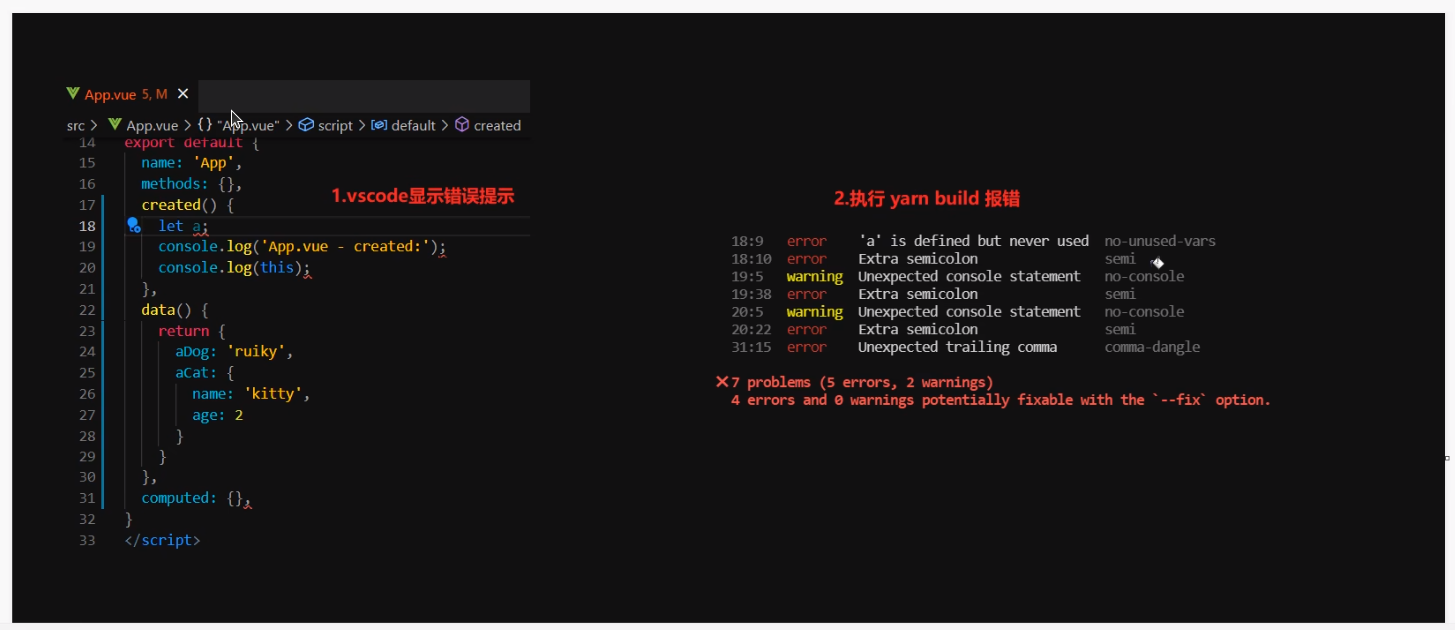 App.vue 5, M ×
src > App.vue > {} "App.vue" > script > default > created
14 export default {
15 name: 'App',
16 methods: {},
17 created() {
18 let a;
19 console.log('App.vue - created:');
20 console.log(this);
21 },
22 data() {
23 return {
24 aDog: 'ruiky',
25 aCat: {
26 name: 'kitty',
27 age: 2
28 }
29 }
30 },
31 computed: {},
32 }
33 </script>
1.vscode显示错误提示
2.执行 yarn build 报错
18:9 error 'a' is defined but never used no-unused-vars
18:10 error Extra semicolon semi
19:5 warning Unexpected console statement no-console
19:38 error Extra semicolon semi
20:5 warning Unexpected console statement no-console
20:22 error Extra semicolon semi
31:15 error Unexpected trailing comma comma-dangle
✕ 7 problems (5 errors, 2 warnings)
4 errors and 0 warnings potentially fixable with the `--fix` option.